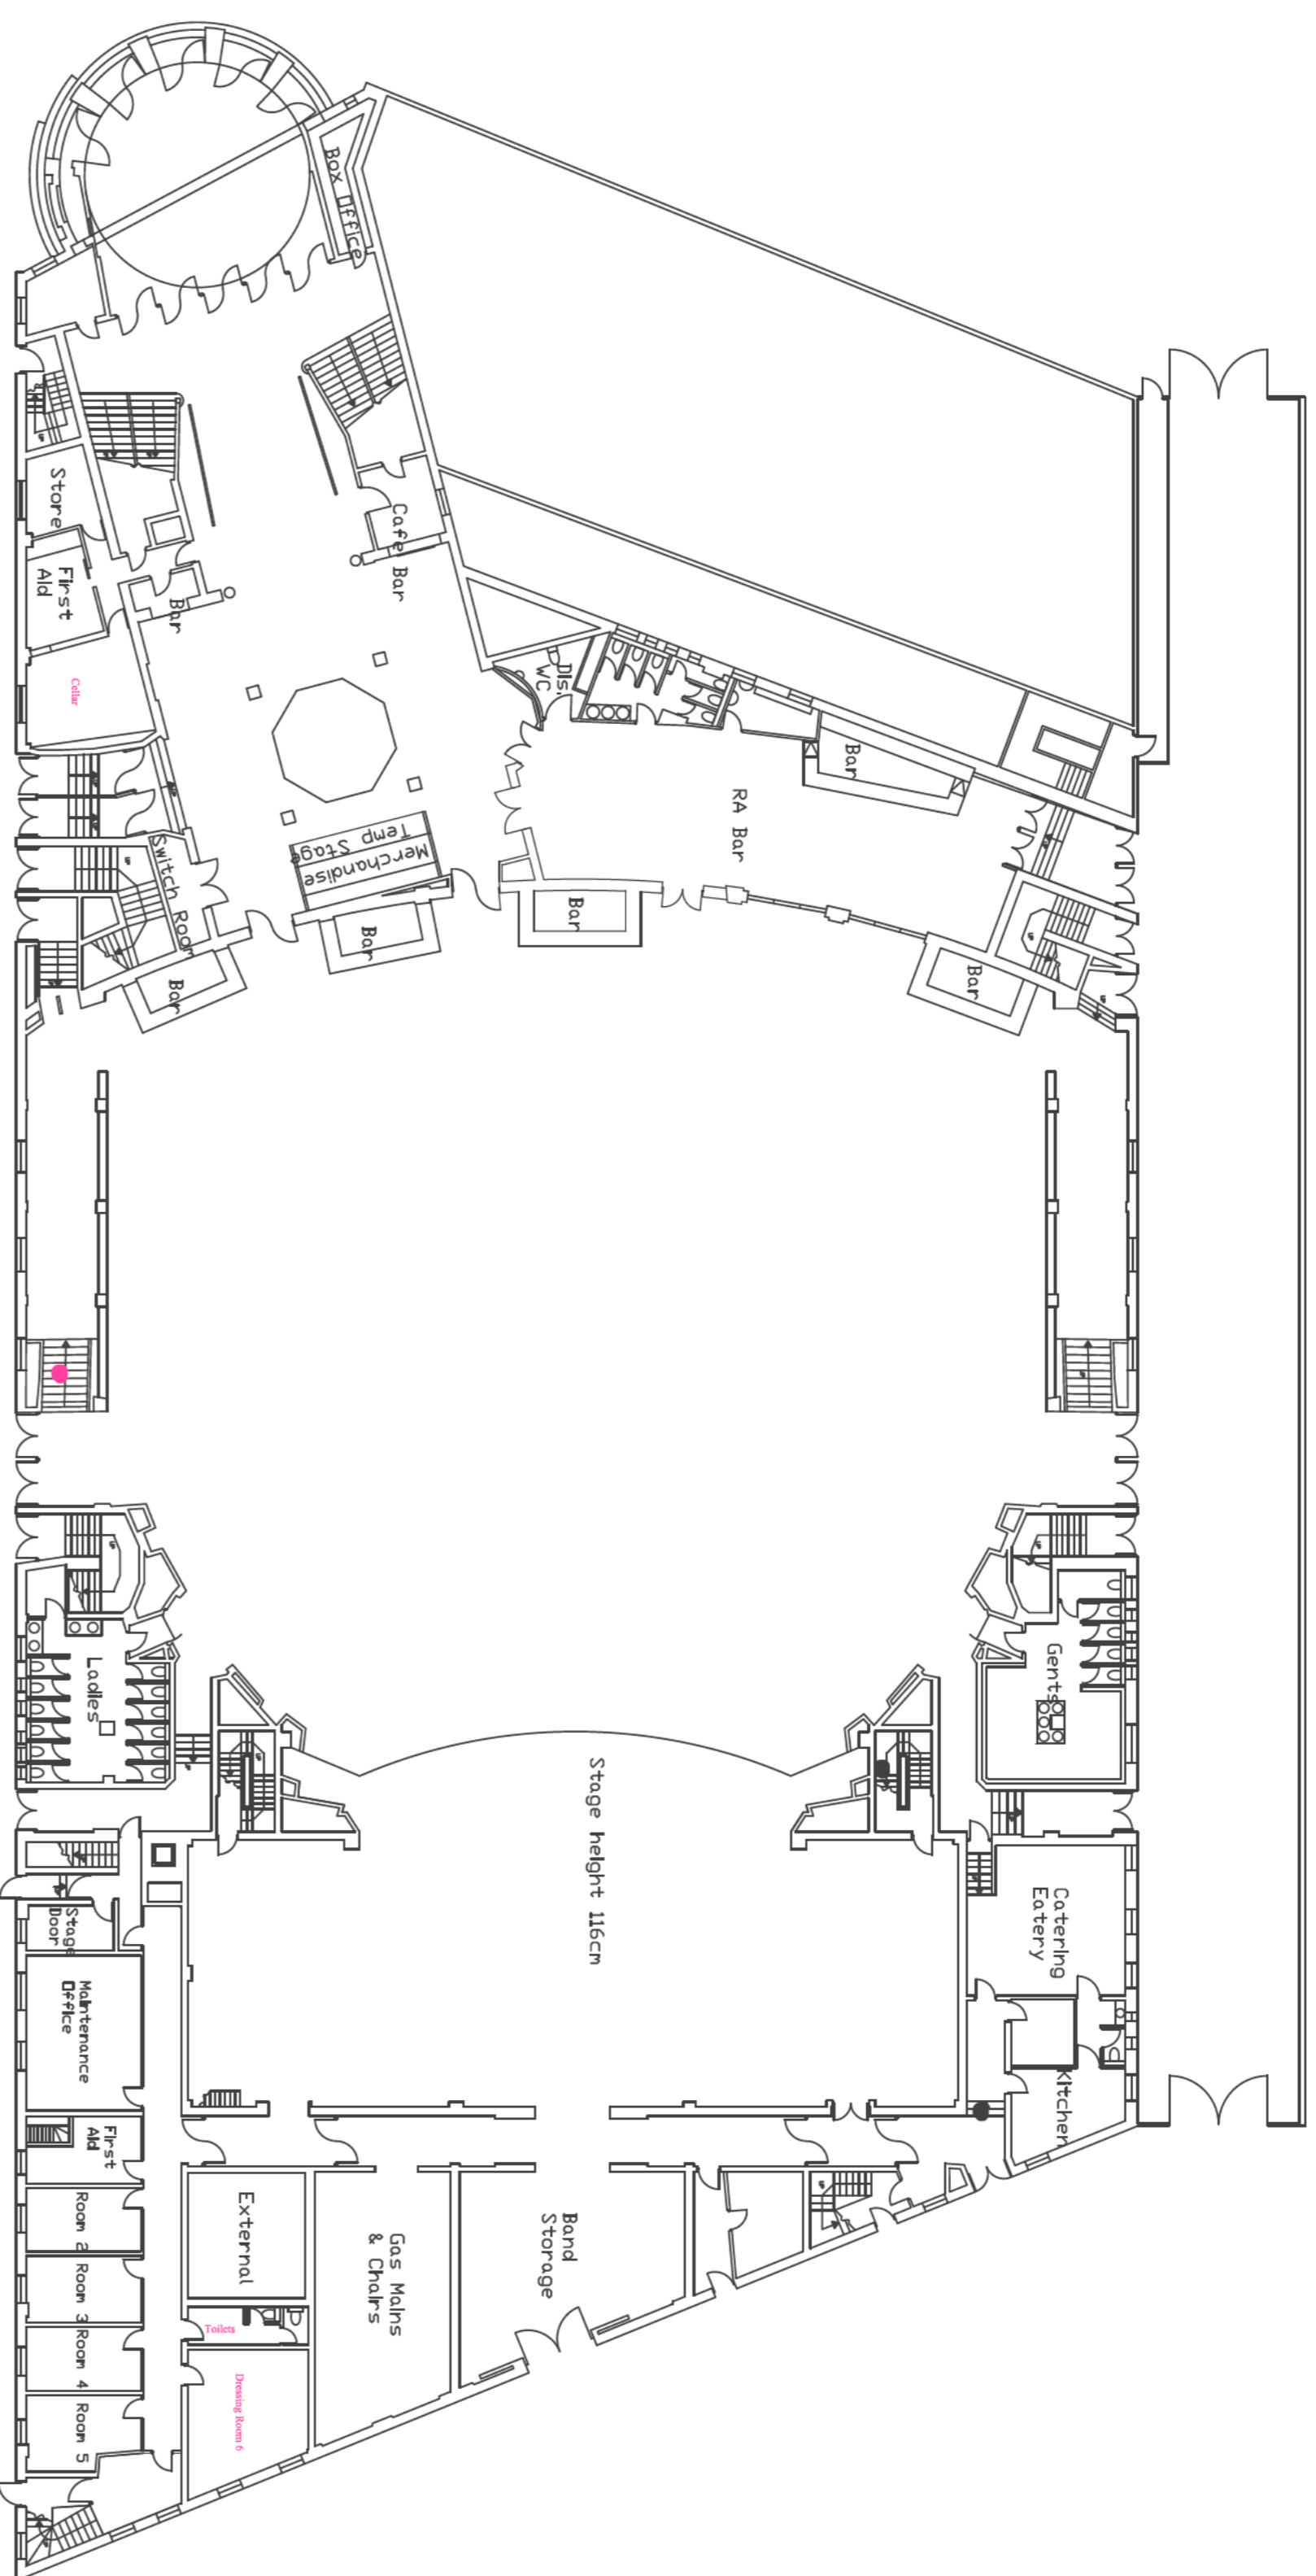 Box Office
Store
First
Aid
Cafe Bar
Bar
Cellar
Dis.
WC
Bar
RA Bar
Temp Stage
Merchandise
Switch Room
Bar
Bar
Bar
Bar
Ladies
Gents
Stage height 116cm
Catering
Eatery
Stage
Door
Maintenance
Office
Kitchen
First
Aid
Room 2
Room 3
Room 4
Room 5
External
Gas Mains
& Chairs
Band
Storage
Toilets
Dressing Room 6